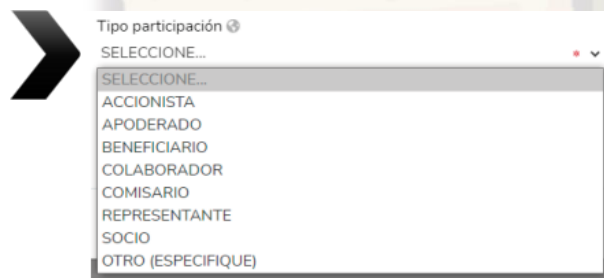 Tipo participación
SELECCIONE...
SELECCIONE...
ACCIONISTA
APODERADO
BENEFICIARIO
COLABORADOR
COMISARIO
REPRESENTANTE
SOCIO
OTRO (ESPECIFIQUE)